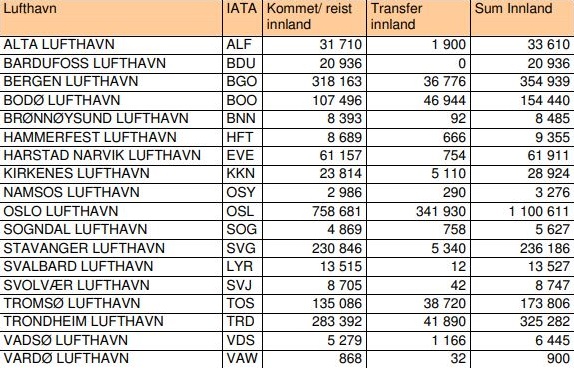 Lufthavn IATA Kommet/ reist Transfer Sum Innland
innland innland
ALTA LUFTHAVN ALF 31 710 1 900 33 610
BARDUFOSS LUFTHAVN BDU 20 936 0 20 936
BERGEN LUFTHAVN BGO 318 163 36 776 354 939
BODØ LUFTHAVN BOO 107 496 46 944 154 440
BRØNNØYSUND LUFTHAVN BNN 8 393 92 8 485
HAMMERFEST LUFTHAVN HFT 8 689 666 9 355
HARSTAD NARVIK LUFTHAVN EVE 61 157 754 61 911
KIRKENES LUFTHAVN KKN 23 814 5 110 28 924
NAMSOS LUFTHAVN OSY 2 986 290 3 276
OSLO LUFTHAVN OSL 758 681 341 930 1 100 611
SOGNDAL LUFTHAVN SOG 4 869 758 5 627
STAVANGER LUFTHAVN SVG 230 846 5 340 236 186
SVALBARD LUFTHAVN LYR 13 515 12 13 527
SVOLVÆR LUFTHAVN SVJ 8 705 42 8 747
TROMSØ LUFTHAVN TOS 135 086 38 720 173 806
TRONDHEIM LUFTHAVN TRD 283 392 41 890 325 282
VADSØ LUFTHAVN VDS 5 279 1 166 6 445
VARDØ LUFTHAVN VAW 868 32 900